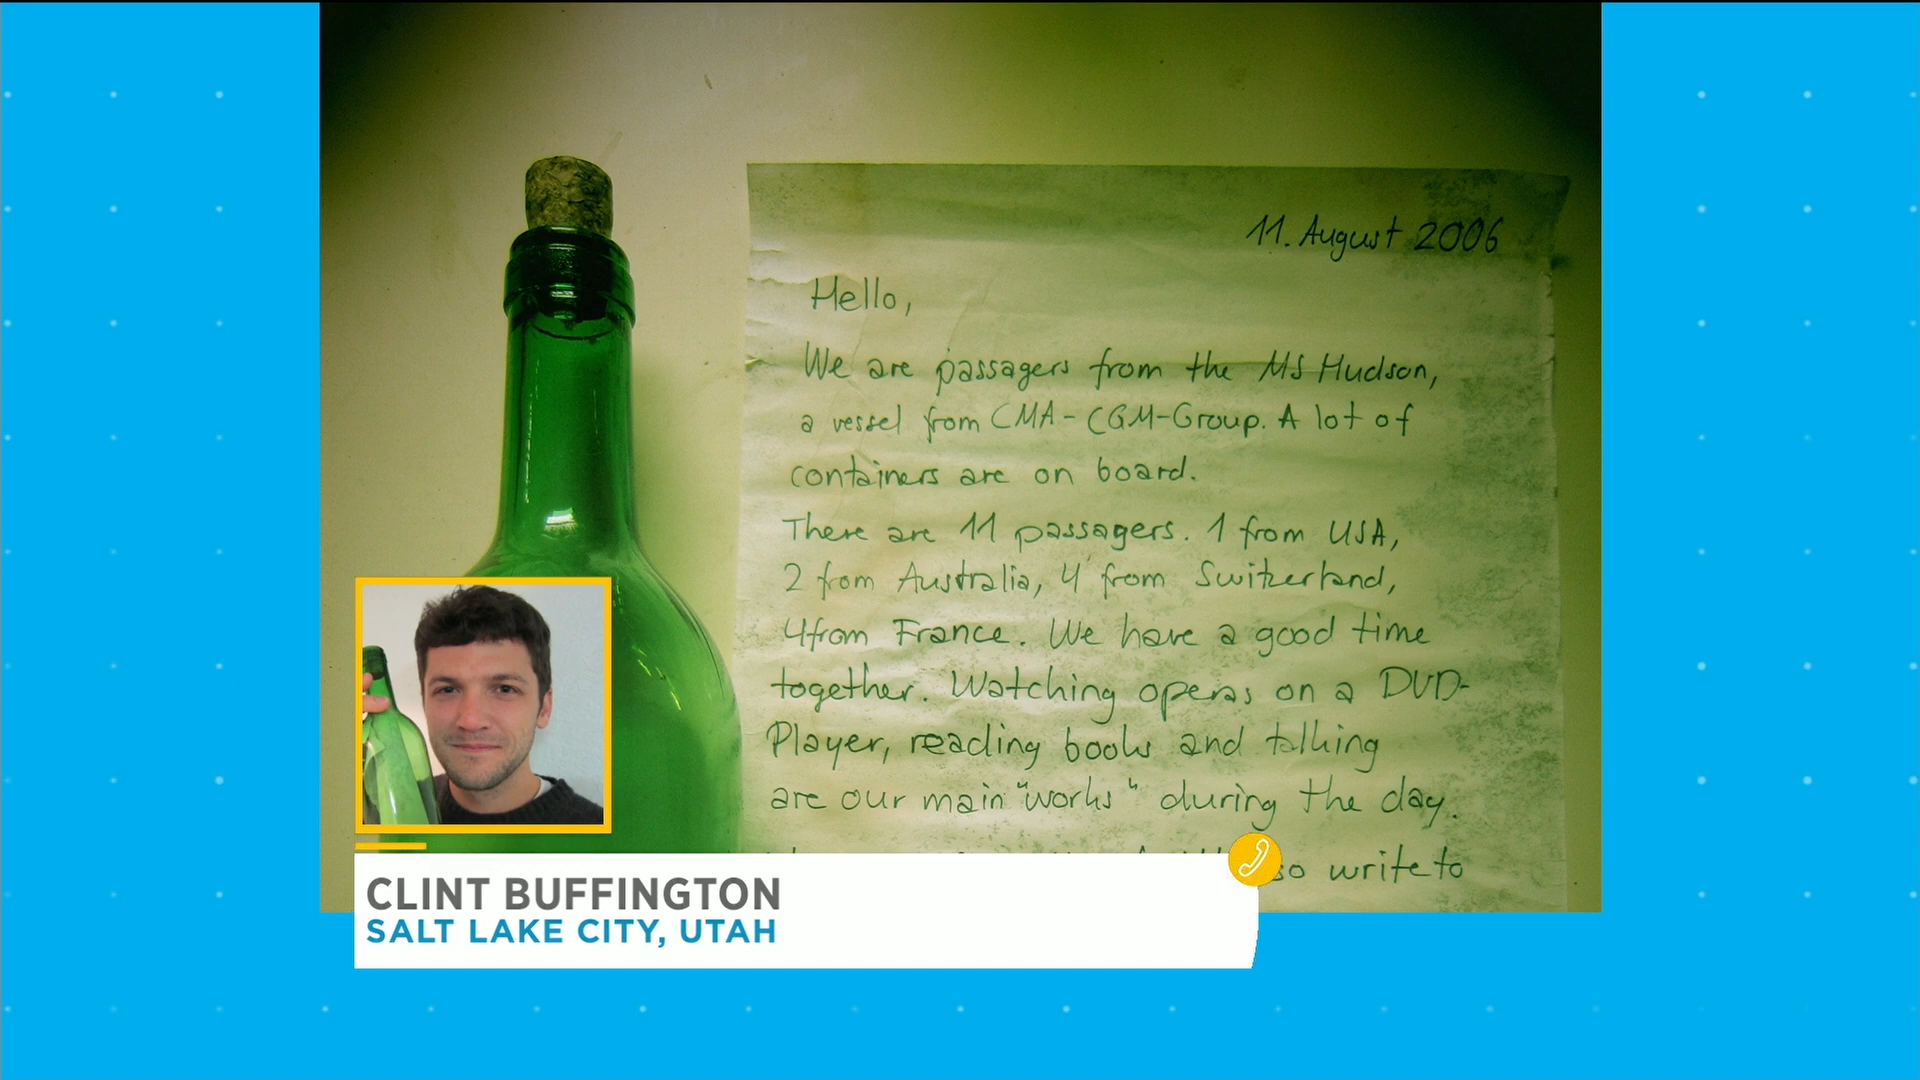 11. August 2006
Hello,
We are passagers from the MS Hudson,
a vessel from CMA-CGM-Group. A lot of
containers are on board.
There are 11 passagers. 1 from USA,
2 from Australia, 4 from Switzerland,
4 from France. We have a good time
together. Watching operas on a DVD-
Player, reading books and talking
are our main "works" during the day.
so write to
CLINT BUFFINGTON
SALT LAKE CITY, UTAH